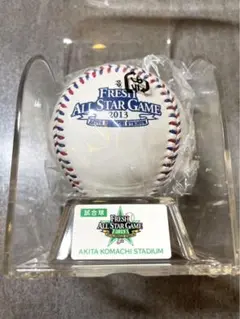 FRESH
ALL STAR GAME
2013
試合球
FRESH
ALL STAR GAME
2013
AKITA KOMACHI STADIUM